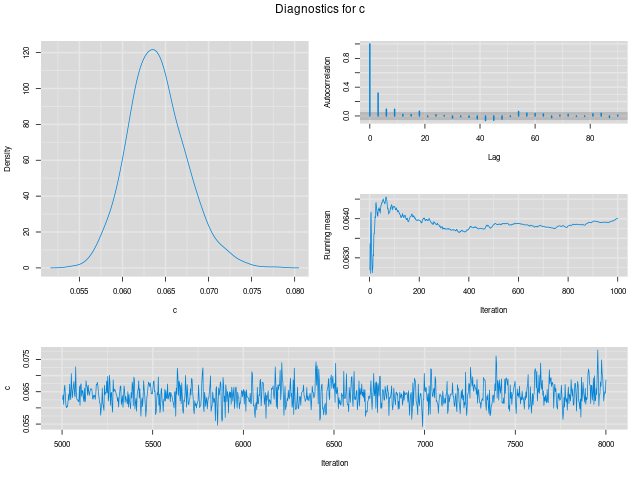 Diagnostics for c
Density
0 20 40 60 80 100 120
0.055 0.060 0.065 0.070 0.075 0.080
c
Autocorrelation
0.0 0.4 0.8
0 20 40 60 80
Lag
Running mean
0.0630 0.0640
0 200 400 600 800 1000
Iteration
c
0.055 0.065 0.075
5000 5500 6000 6500 7000 7500 8000
Iteration